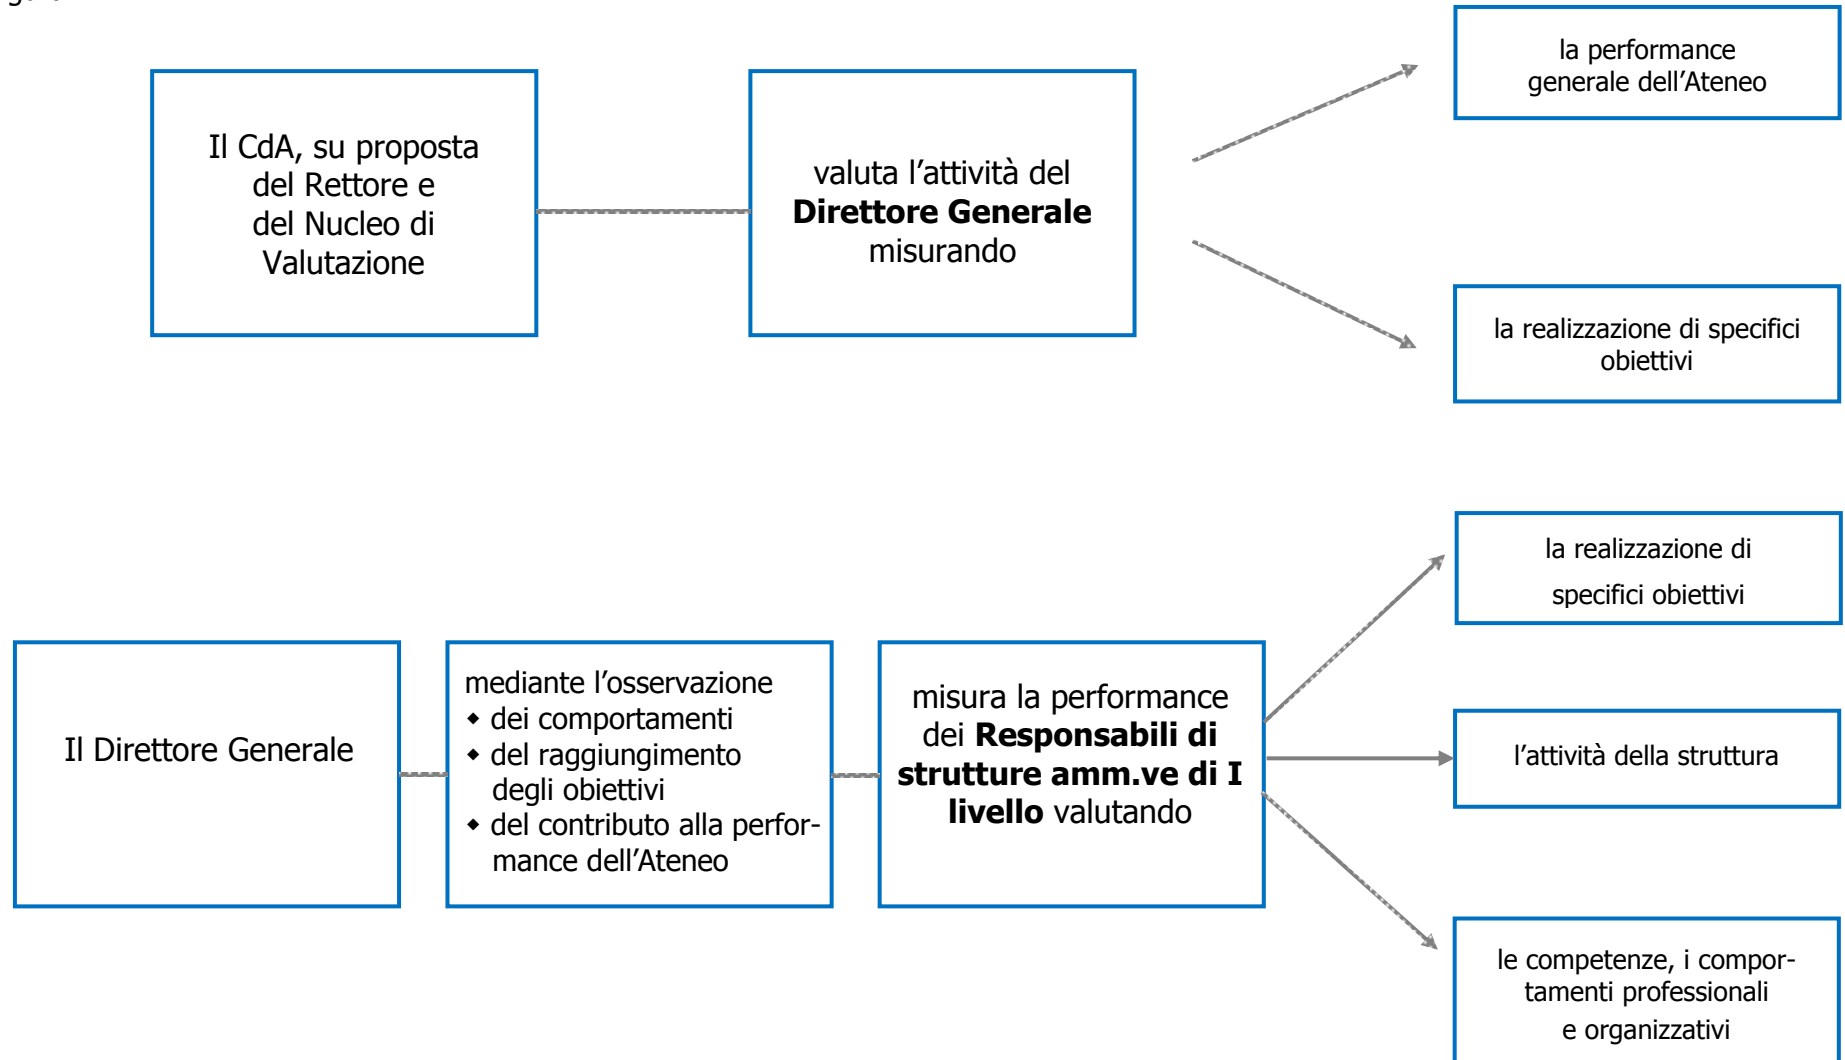 la performance
generale dell’Ateneo
Il CdA, su proposta
del Rettore e
del Nucleo di
Valutazione
valuta l’attività del
Direttore Generale
misurando
la realizzazione di specifici
obiettivi
la realizzazione di
specifici obiettivi
Il Direttore Generale
mediante l’osservazione
◆ dei comportamenti
◆ del raggiungimento
degli obiettivi
◆ del contributo alla perfor-
mance dell’Ateneo
misura la performance
dei Responsabili di
strutture amm.ve di I
livello valutando
l’attività della struttura
le competenze, i compor-
tamenti professionali
e organizzativi